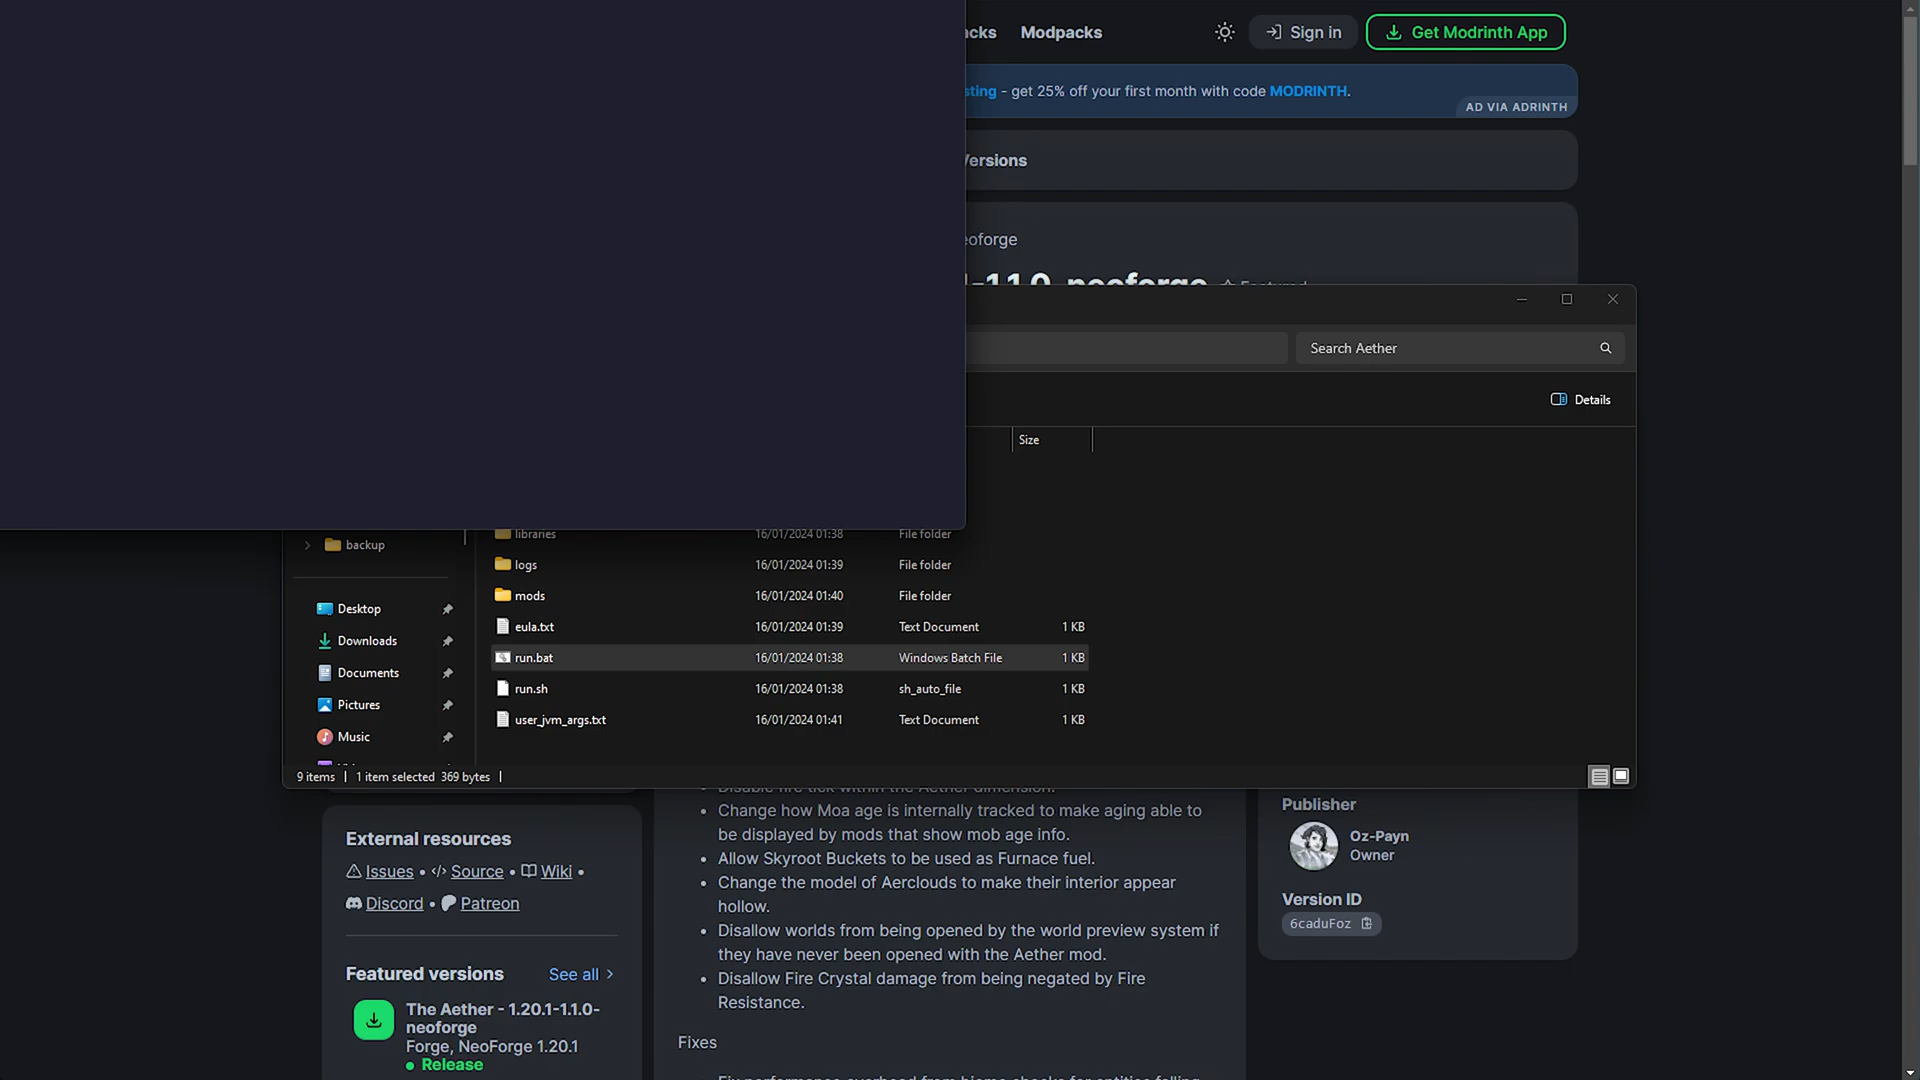 Modpacks
Sign in
Get Modrinth App
- get 25% off your first month with code MODRINTH.
AD VIA ADRINTH
Versions
Search Aether
Details
Size
libraries 16/01/2024 01:38 File folder
backup
logs 16/01/2024 01:39 File folder
mods 16/01/2024 01:40 File folder
Desktop
eula.txt 16/01/2024 01:39 Text Document 1 KB
Downloads
run.bat 16/01/2024 01:38 Windows Batch File 1 KB
Documents
run.sh 16/01/2024 01:38 sh_auto_file 1 KB
Pictures
user_jvm_args.txt 16/01/2024 01:41 Text Document 1 KB
Music
9 items 1 item selected 369 bytes
External resources
Issues • Source • Wiki •
Discord • Patreon
Featured versions See all
The Aether - 1.20.1-1.1.0-
neoforge
Forge, NeoForge 1.20.1
• Release
• Disable fire tick within the Aether dimension.
• Change how Moa age is internally tracked to make aging able to
be displayed by mods that show mob age info.
• Allow Skyroot Buckets to be used as Furnace fuel.
• Change the model of Aerclouds to make their interior appear
hollow.
• Disallow worlds from being opened by the world preview system if
they have never been opened with the Aether mod.
• Disallow Fire Crystal damage from being negated by Fire
Resistance.
Fixes
Publisher
Oz-Payn
Owner
Version ID
6caduFoz